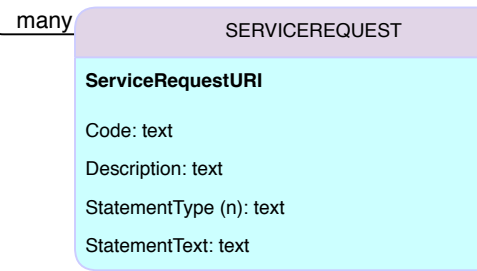 many
SERVICEREQUEST
ServiceRequestURI
Code: text
Description: text
StatementType (n): text
StatementText: text